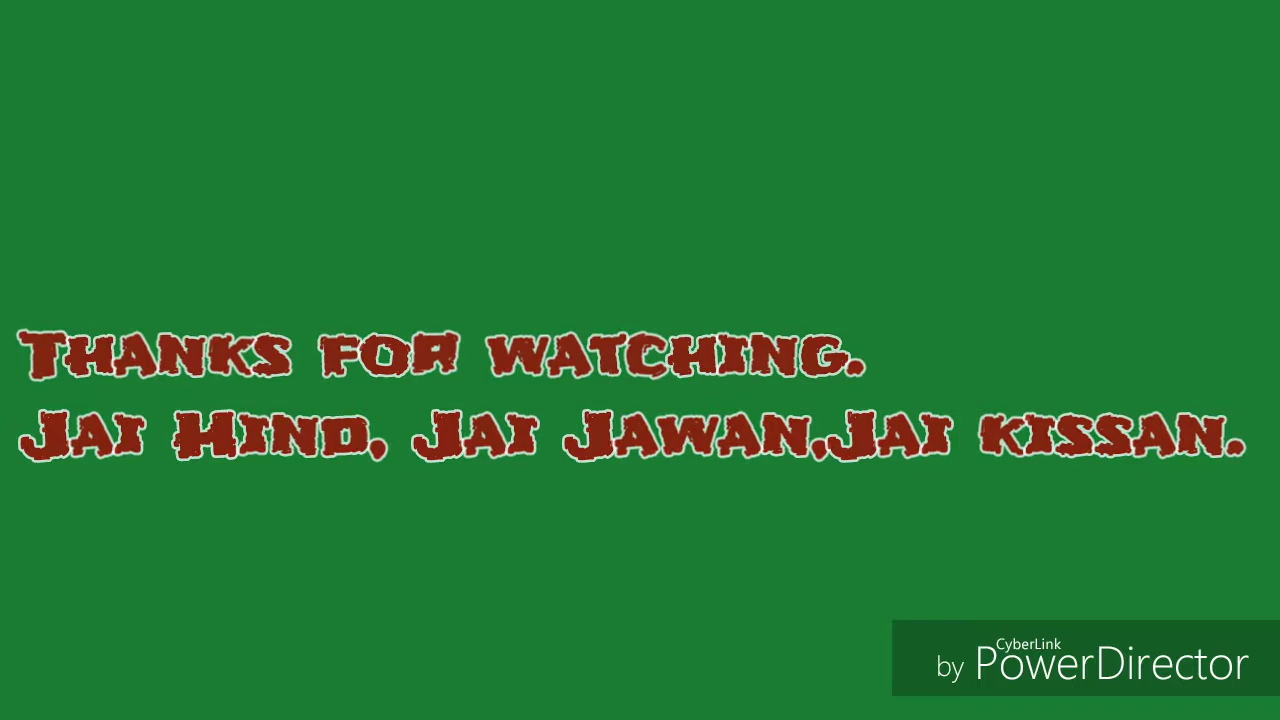 Thanks for watching.
Jai Hind, Jai Jawan,Jai kissan.
CyberLink
by PowerDirector